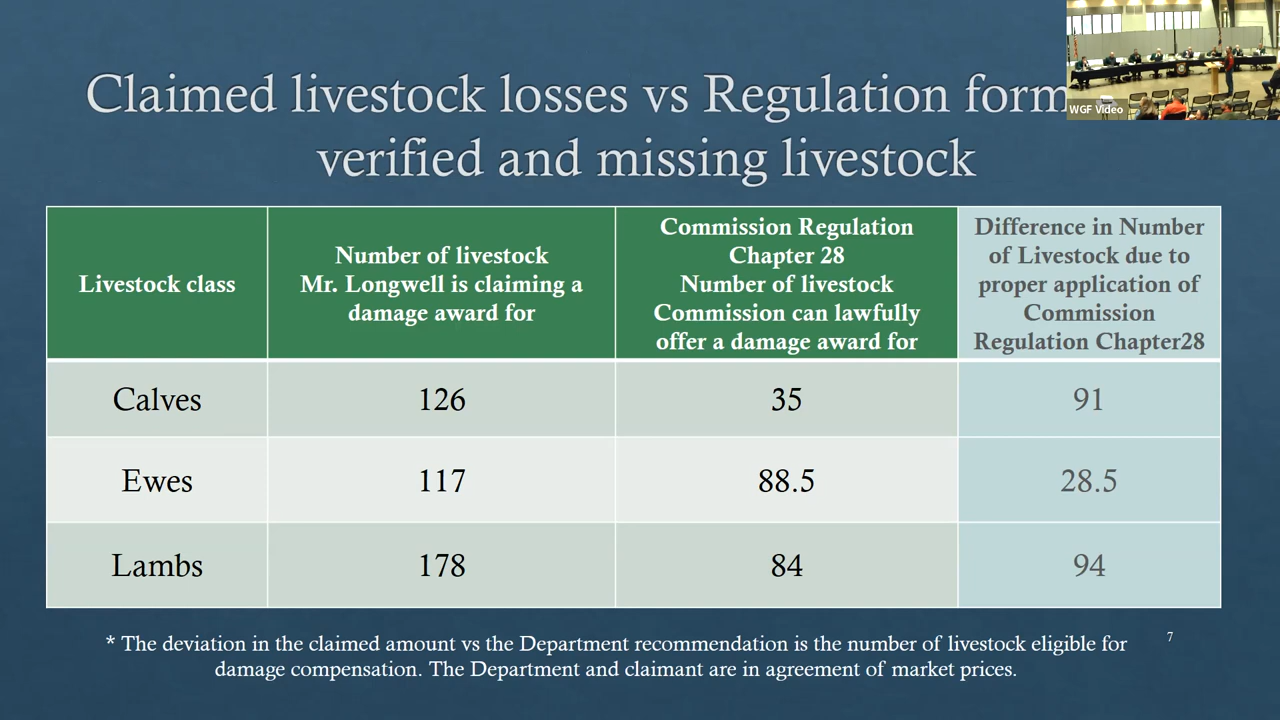 Claimed livestock losses vs Regulation form
verified and missing livestock
WGF Video
Livestock class
Number of livestock
Mr. Longwell is claiming a
damage award for
Commission Regulation
Chapter 28
Number of livestock
Commission can lawfully
offer a damage award for
Difference in Number
of Livestock due to
proper application of
Commission
Regulation Chapter28
Calves
126
35
91
Ewes
117
88.5
28.5
Lambs
178
84
94
* The deviation in the claimed amount vs the Department recommendation is the number of livestock eligible for
damage compensation. The Department and claimant are in agreement of market prices.
7